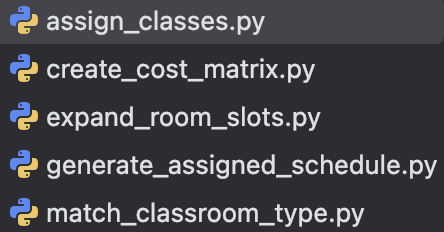 assign_classes.py
create_cost_matrix.py
expand_room_slots.py
generate_assigned_schedule.py
match_classroom_type.py